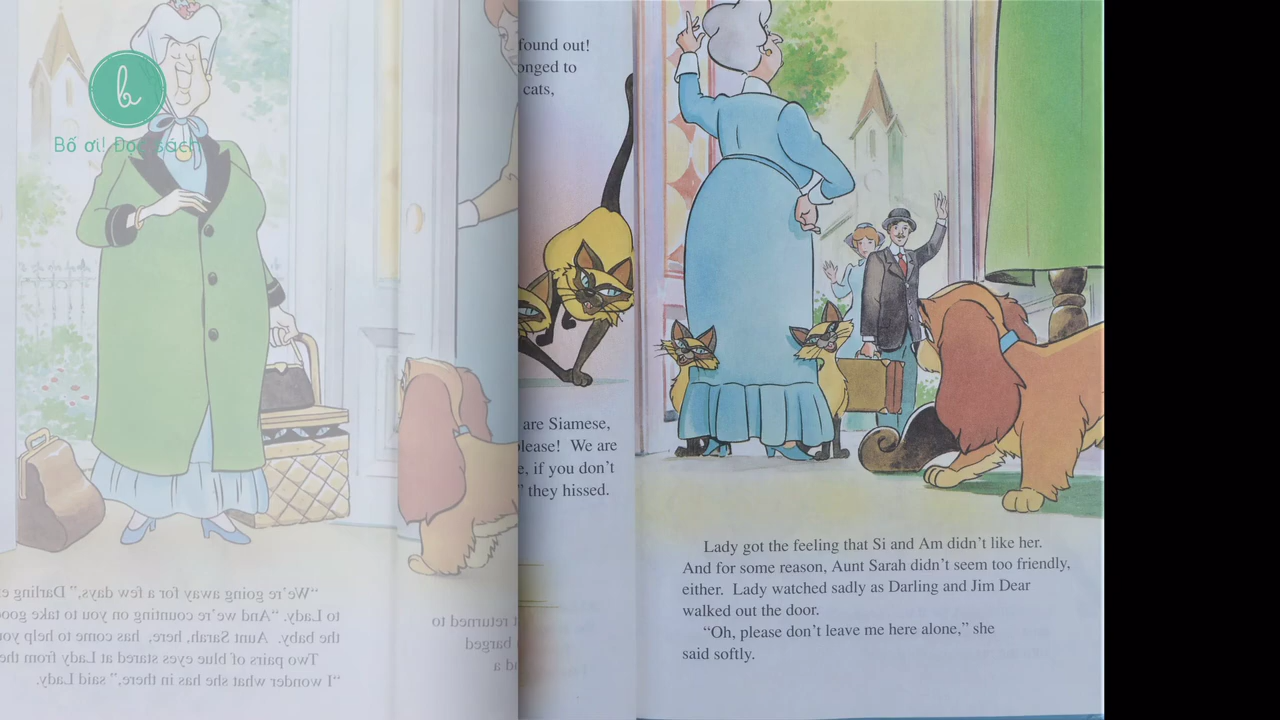 b
Bố ơi! Đọc sách
"We're going away for a few days," Darling
to Lady. "And we're counting on you to take
the baby. Aunt Sarah, here, has come to help
Two pairs of blue eyes stared at Lady from
"I wonder what she has in there," said Lady.
returned to
barged
found out!
to
cats,
are Siamese,
please! We are
if you don't
" they hissed.
Lady got the feeling that Si and Am didn't like her.
And for some reason, Aunt Sarah didn't seem too friendly,
either. Lady watched sadly as Darling and Jim Dear
walked out the door.
"Oh, please don't leave me here alone," she
said softly.